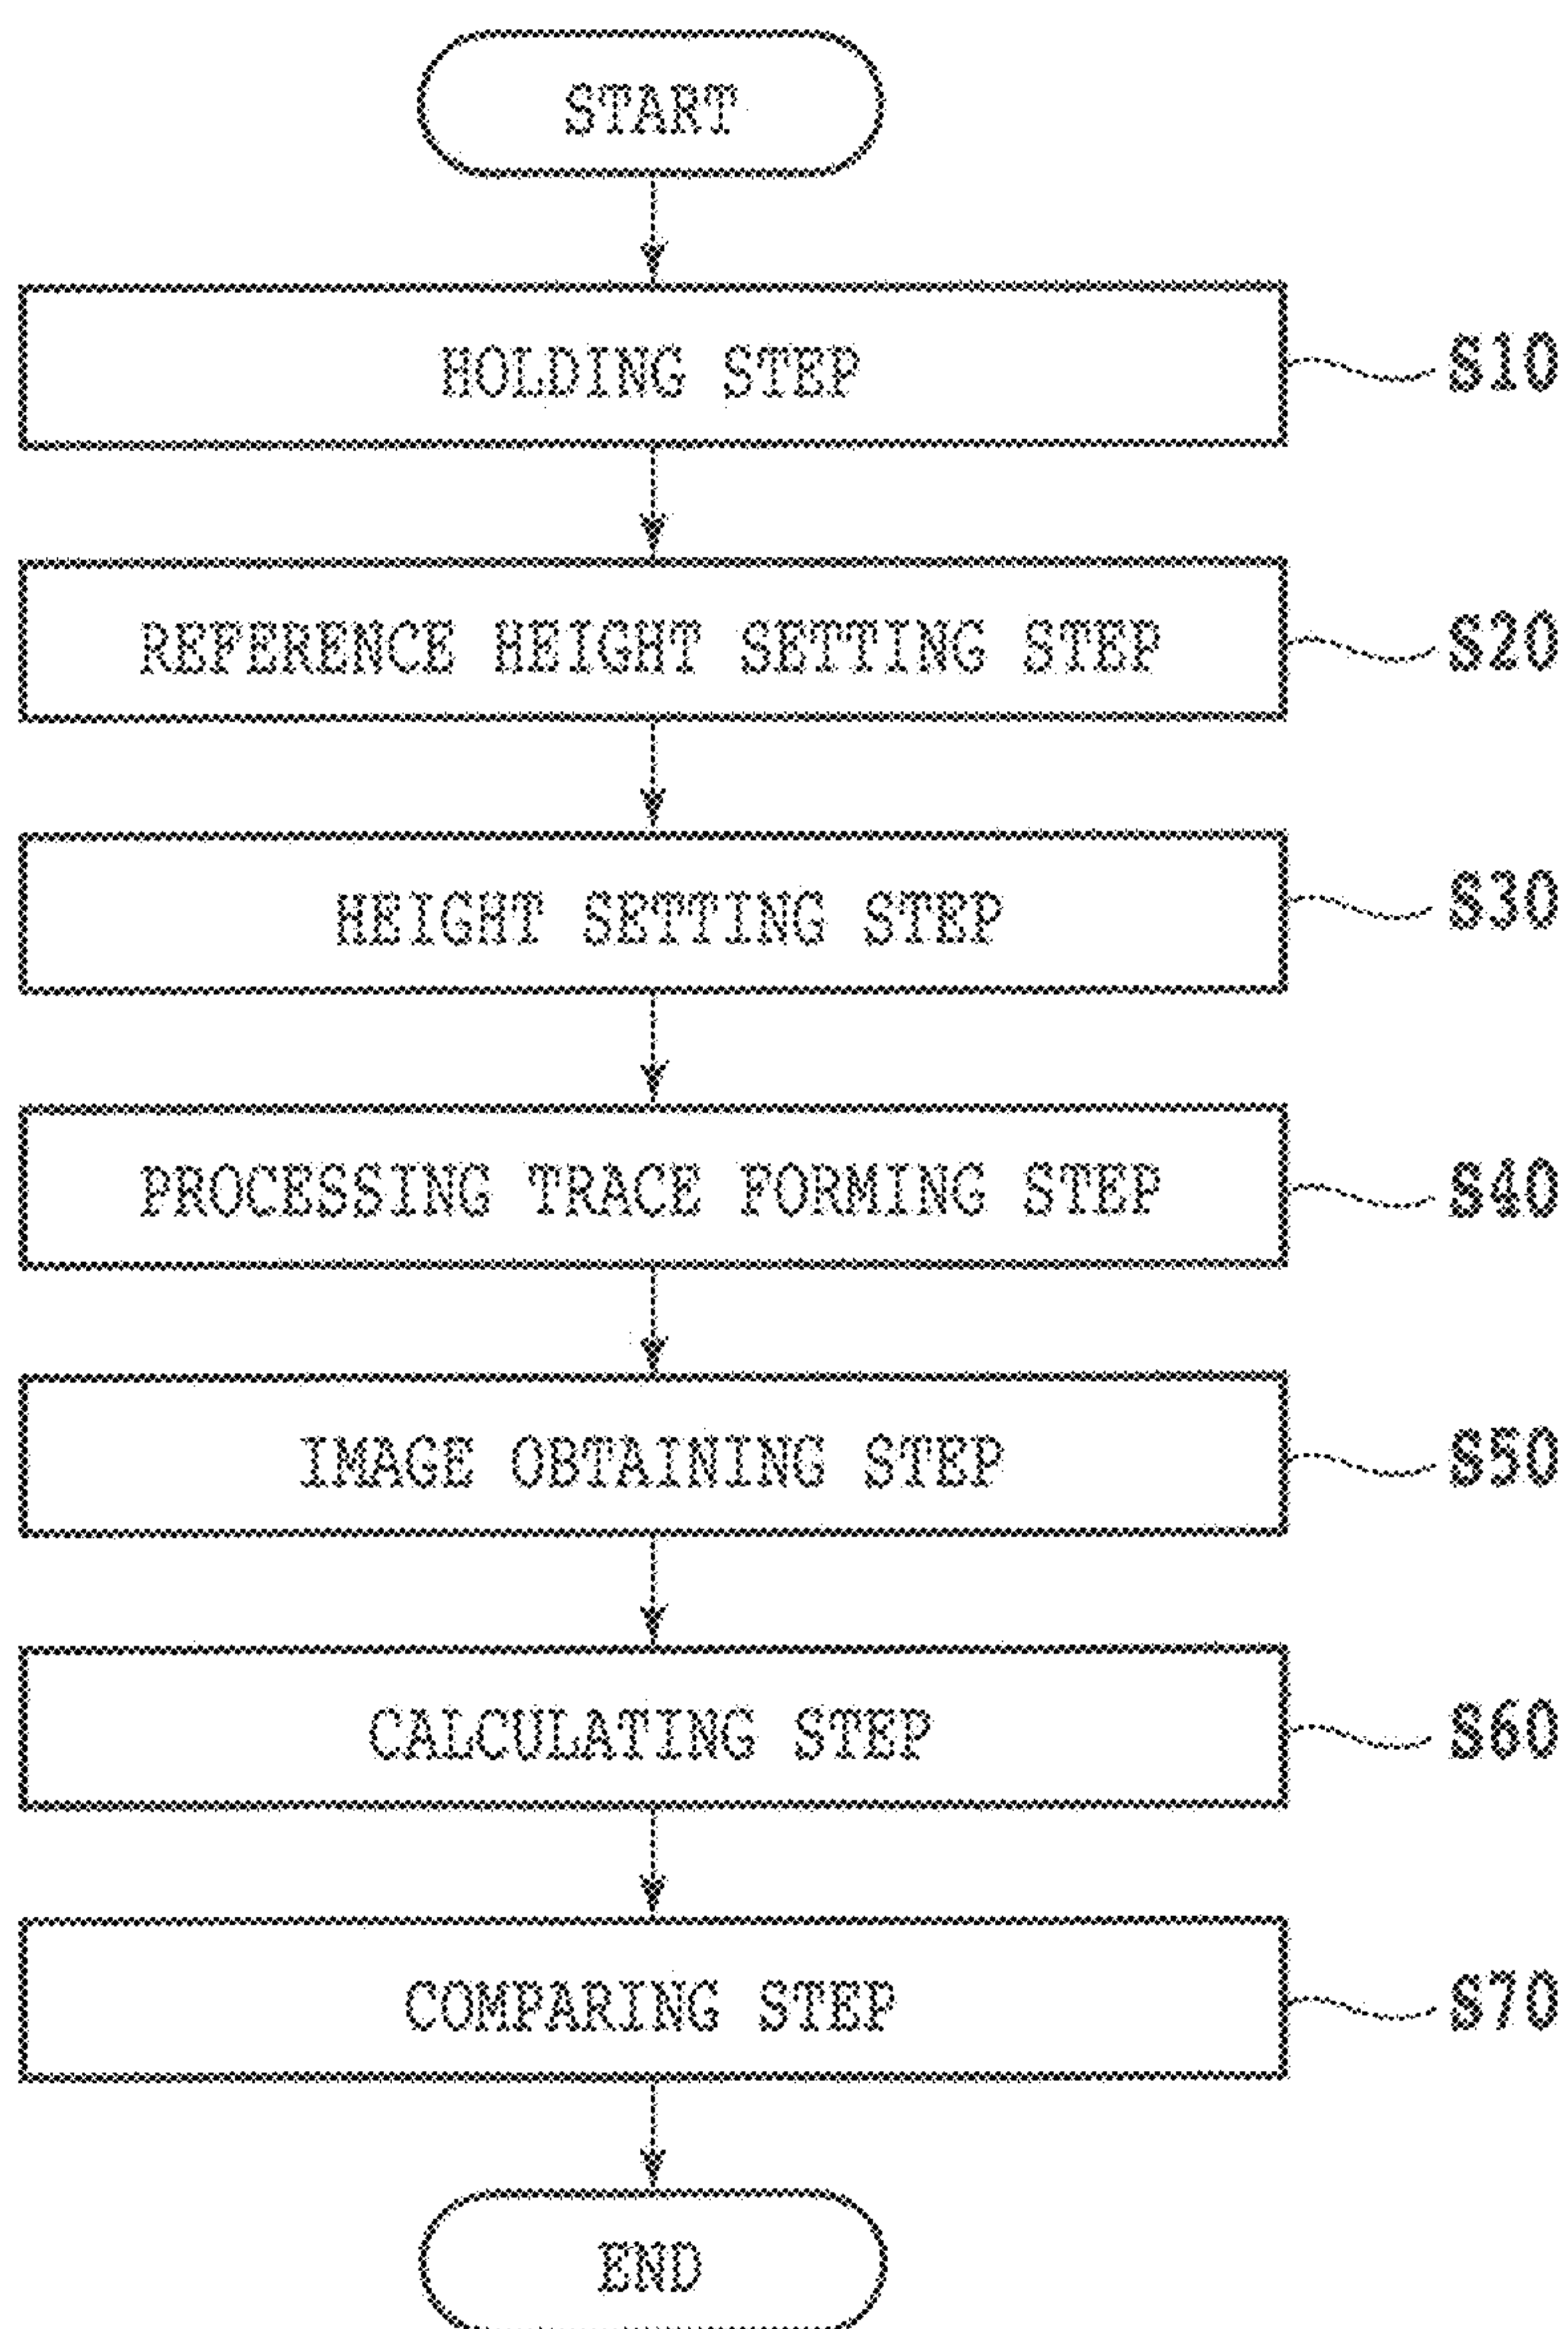 START
HOLDING STEP
S10
REFERENCE HEIGHT SETTING STEP
S20
HEIGHT SETTING STEP
S30
PROCESSING TRACE FORMING STEP
S40
IMAGE OBTAINING STEP
S50
CALCULATING STEP
S60
COMPARING STEP
S70
END